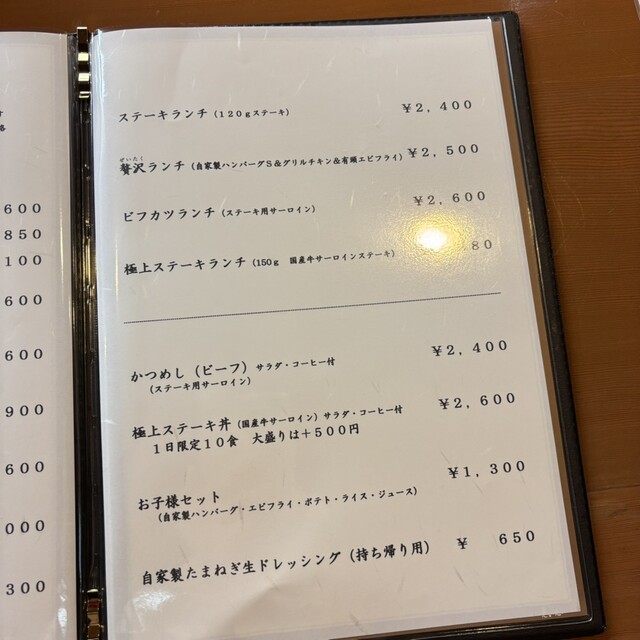 600
850
100
600
600
900
600
000
300
ステーキランチ（120gステーキ） ￥2,400
ぜいたく
贅沢ランチ（自家製ハンバーグS＆グリルチキン＆有頭エビフライ） ￥2,500
ビフカツランチ（ステーキ用サーロイン） ￥2,600
極上ステーキランチ（150g　国産牛サーロインステーキ） 80
かつめし（ビーフ）サラダ・コーヒー付 ￥2,400
（ステーキ用サーロイン）
極上ステーキ丼（国産牛サーロイン）サラダ・コーヒー付 ￥2,600
１日限定１０食　大盛りは＋５００円
お子様セット ￥1,300
（自家製ハンバーグ・エビフライ・ポテト・ライス・ジュース）
自家製たまねぎ生ドレッシング（持ち帰り用） ￥　650